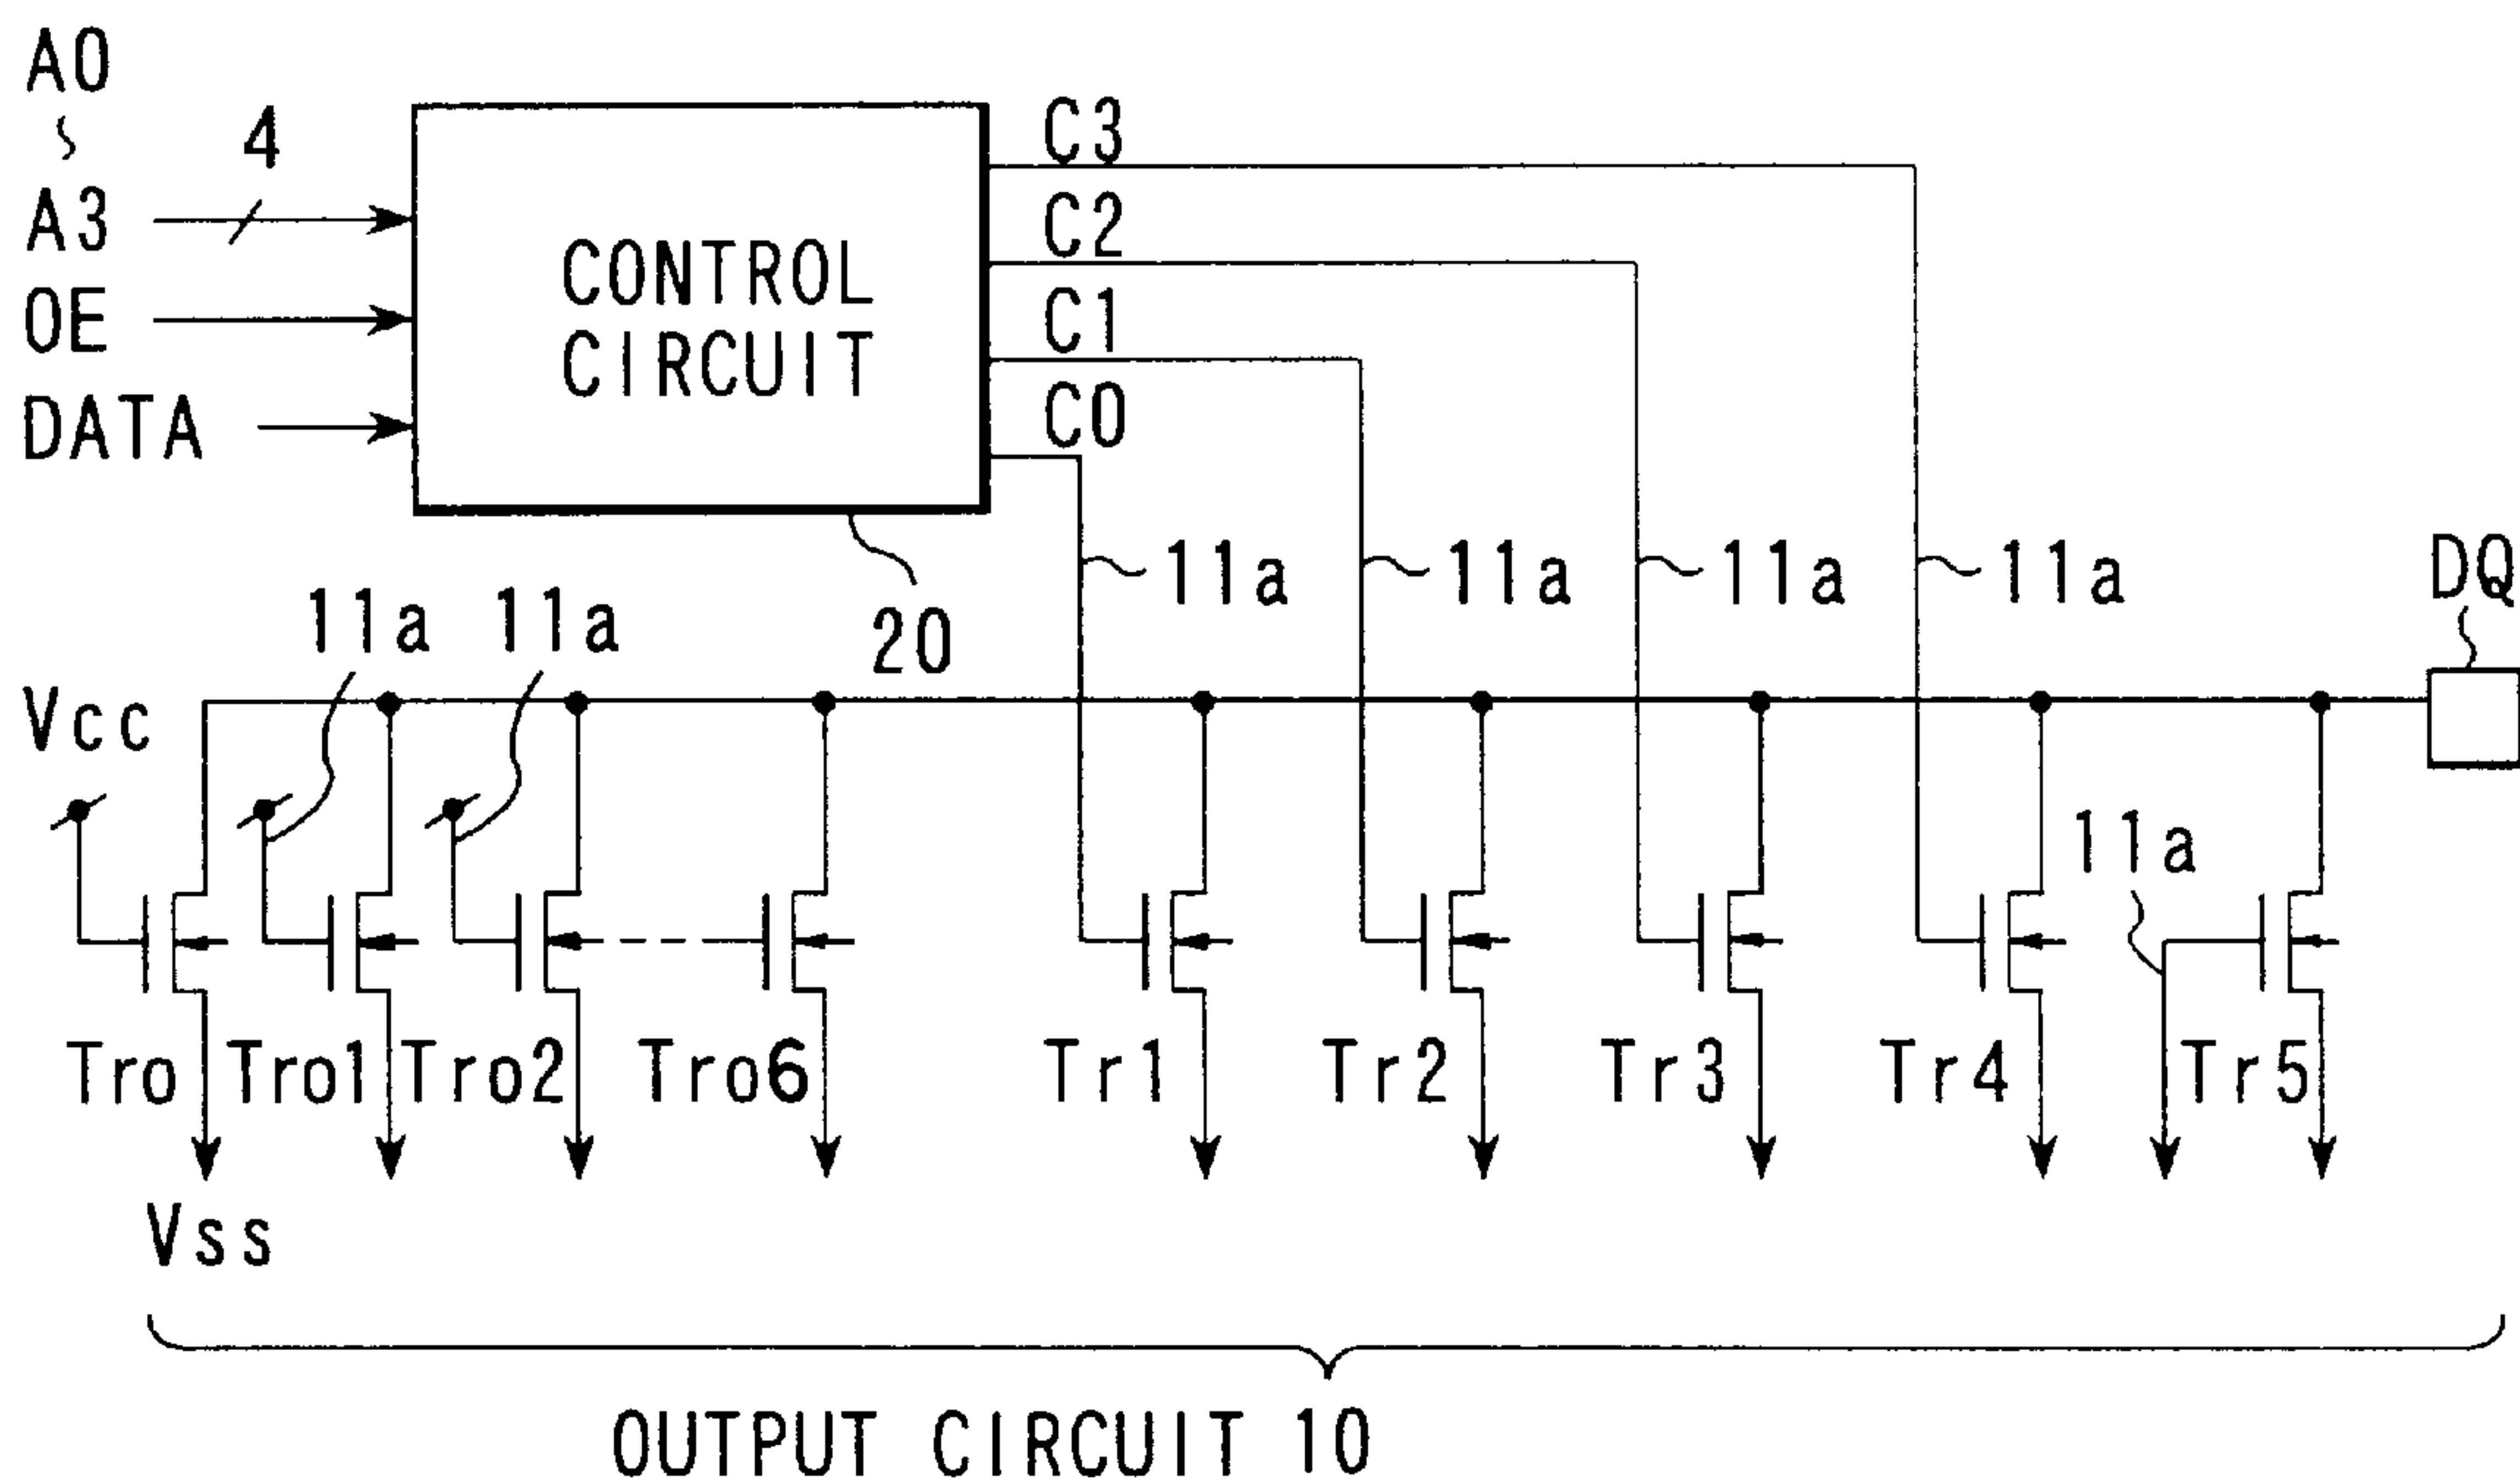 A0
~
A3
4
OE
DATA
CONTROL
CIRCUIT
C3
C2
C1
C0
20
11a
11a
11a
11a
11a
11a
DQ
Vcc
11a
Tro
Tro1
Tro2
Tro6
Tr1
Tr2
Tr3
Tr4
Tr5
Vss
OUTPUT CIRCUIT 10